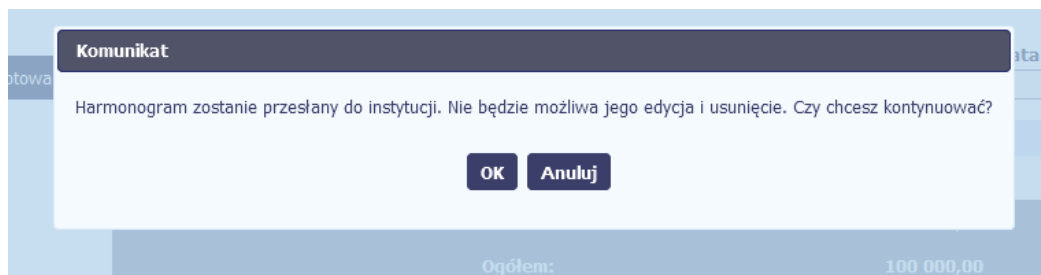 Komunikat
Harmonogram zostanie przesłany do instytucji. Nie będzie możliwa jego edycja i usunięcie. Czy chcesz kontynuować?
OK Anuluj
Ogółem: 100 000,00